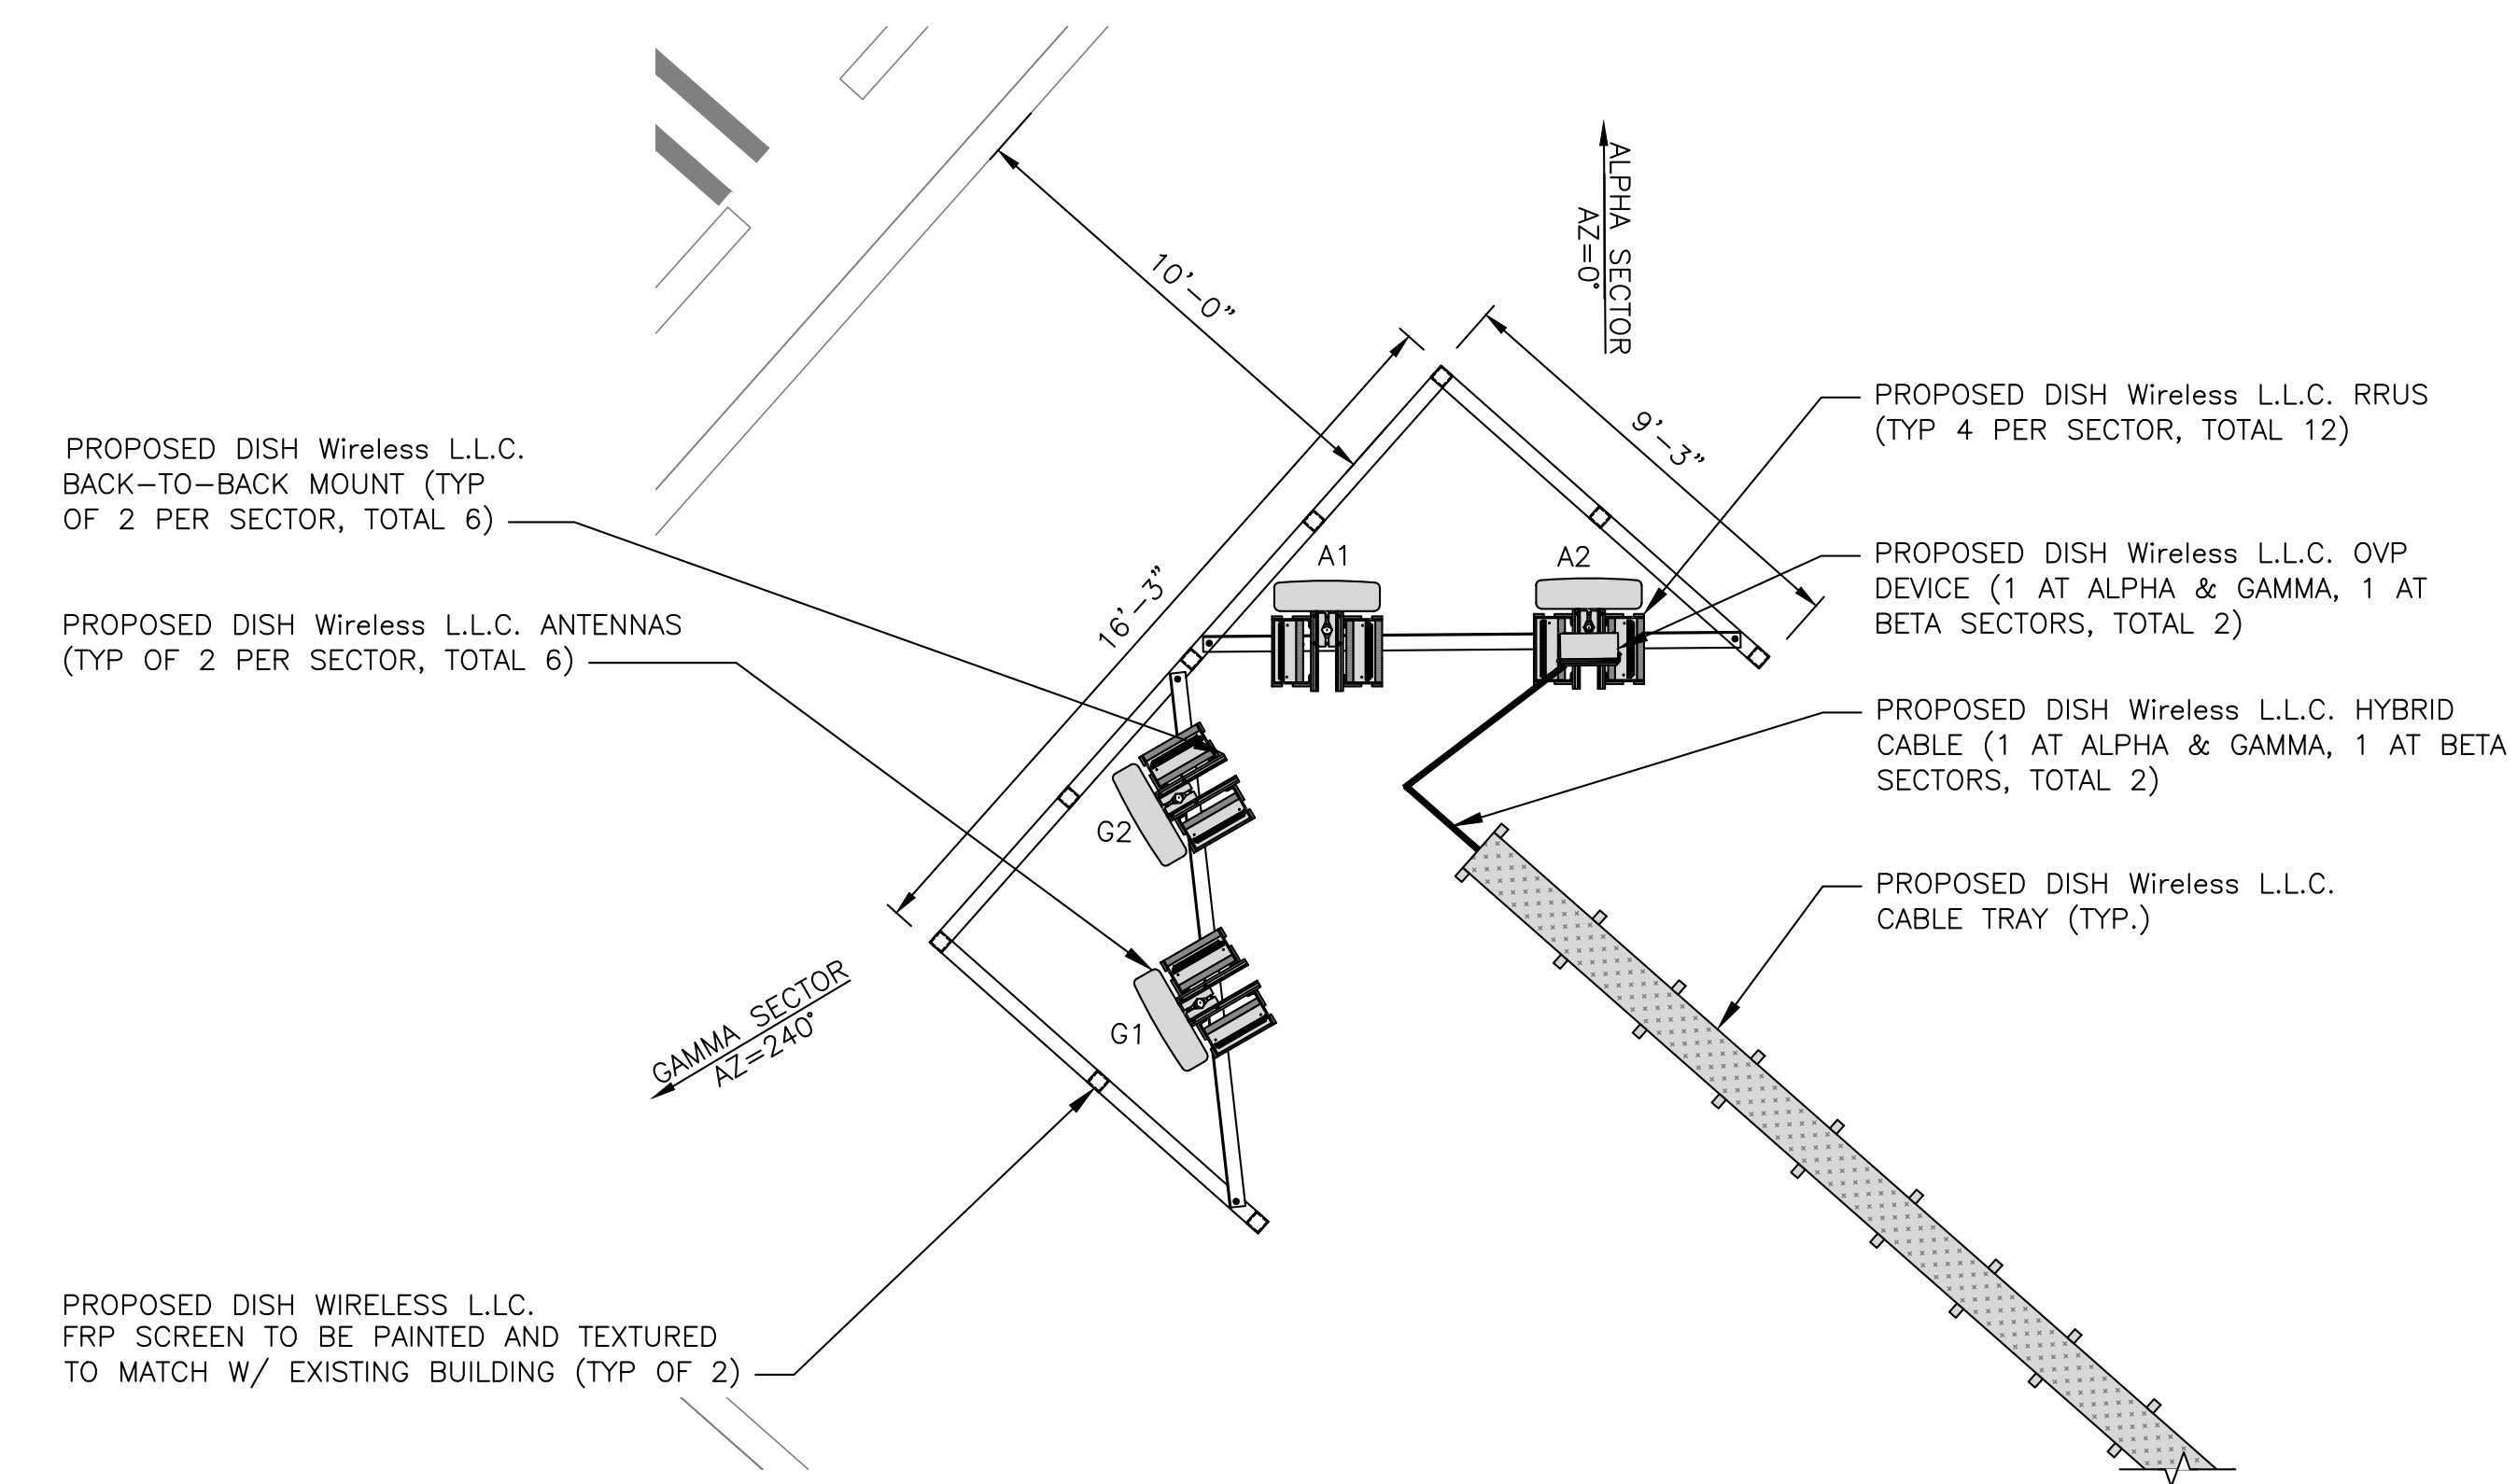 ALPHA SECTOR
AZ=0°
10'-0"
9'-3"
16'-3"
PROPOSED DISH Wireless L.L.C. RRUS
(TYP 4 PER SECTOR, TOTAL 12)
PROPOSED DISH Wireless L.L.C.
BACK-TO-BACK MOUNT (TYP
OF 2 PER SECTOR, TOTAL 6)
A1
A2
PROPOSED DISH Wireless L.L.C. OVP
DEVICE (1 AT ALPHA & GAMMA, 1 AT
BETA SECTORS, TOTAL 2)
PROPOSED DISH Wireless L.L.C. ANTENNAS
(TYP OF 2 PER SECTOR, TOTAL 6)
PROPOSED DISH Wireless L.L.C. HYBRID
CABLE (1 AT ALPHA & GAMMA, 1 AT BETA
SECTORS, TOTAL 2)
G2
PROPOSED DISH Wireless L.L.C.
CABLE TRAY (TYP.)
G1
GAMMA SECTOR
AZ=240°
PROPOSED DISH WIRELESS L.LC.
FRP SCREEN TO BE PAINTED AND TEXTURED
TO MATCH W/ EXISTING BUILDING (TYP OF 2)